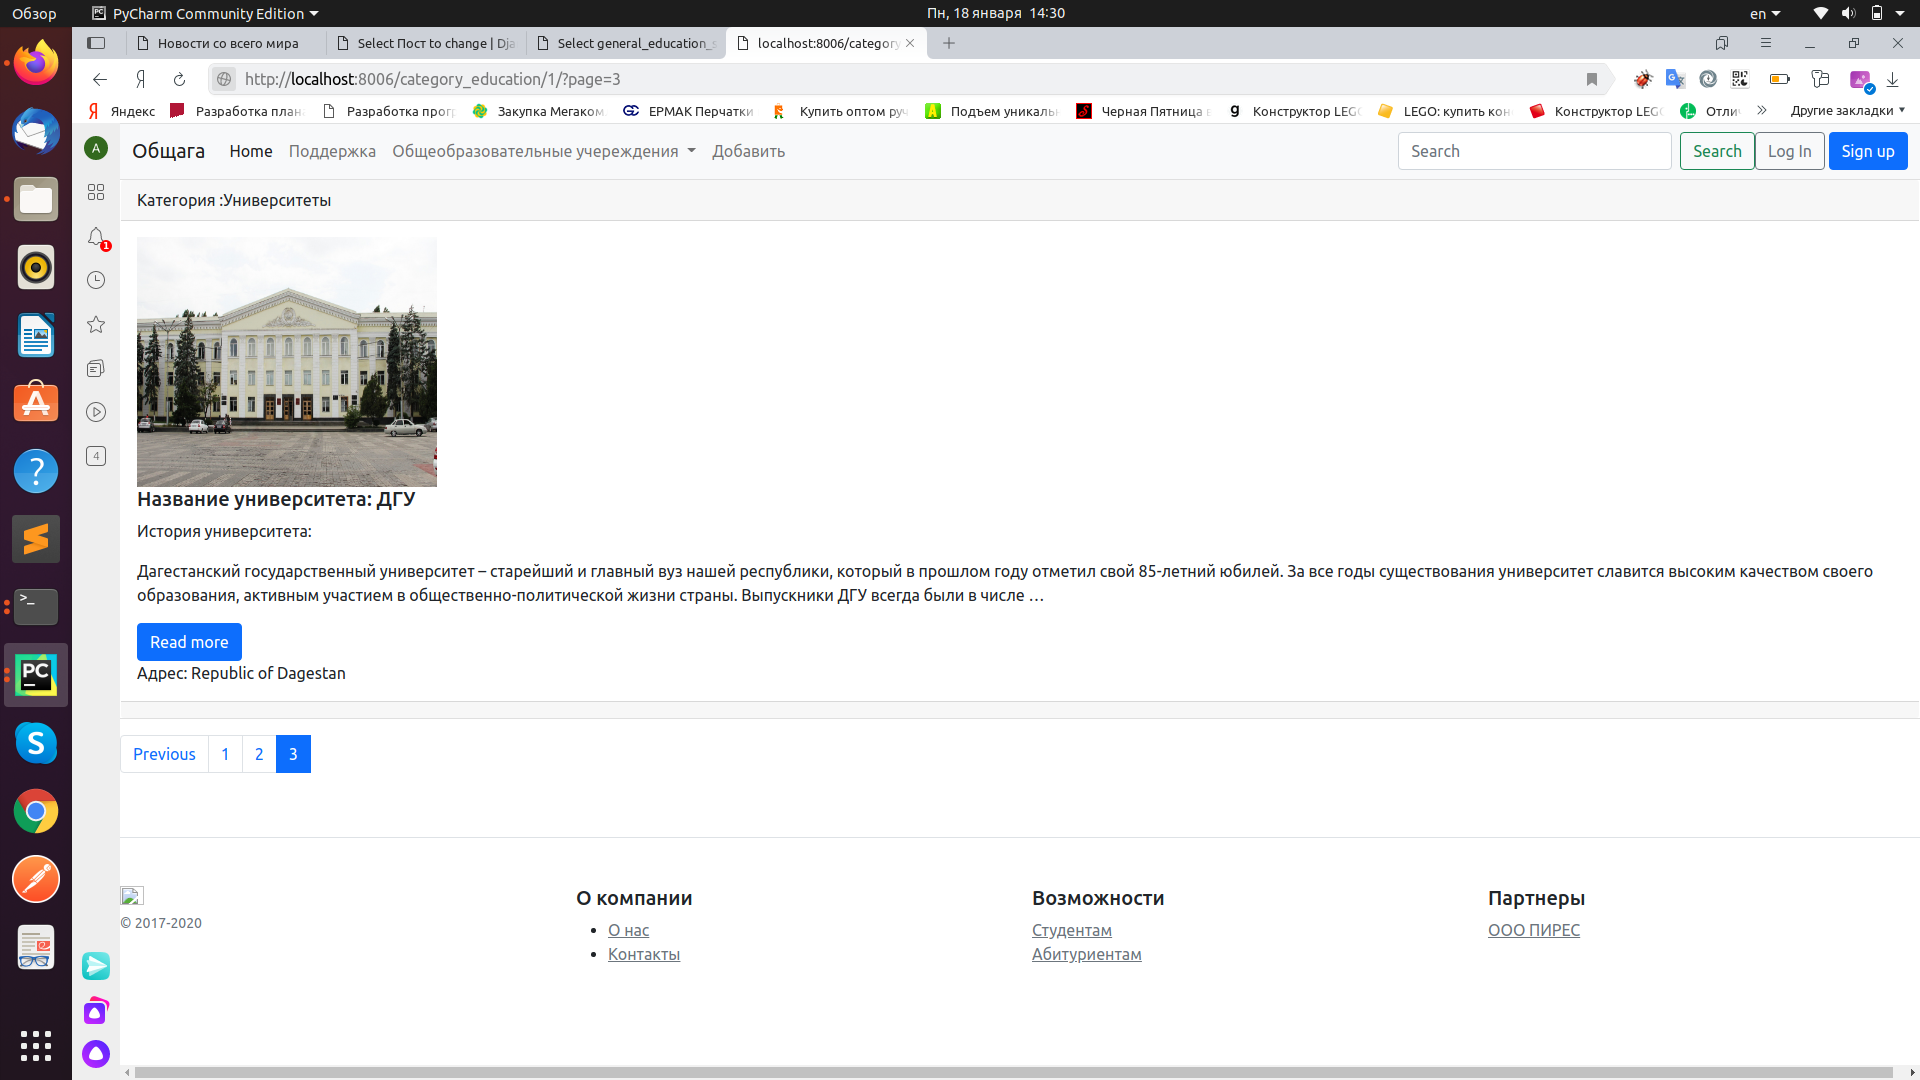 Обзор PyCharm Community Edition Пн, 18 января 14:30 en
Новости со всего мира Select Пост to change | Dja Select general_education_s localhost:8006/category
http://localhost:8006/category_education/1/?page=3
Яндекс Разработка план Разработка прог Закупка Мегаком ЕРМАК Перчатки Купить оптом руч Подъем уникаль Черная Пятница в Конструктор LEG LEGO: купить кон Конструктор LEG Отли Другие закладки
A Общага Home Поддержка Общеобразовательные учереждения Добавить Search Search Log In Sign up
Категория :Университеты
1
4
Название университета: ДГУ
История университета:
Дагестанский государственный университет – старейший и главный вуз нашей республики, который в прошлом году отметил свой 85-летний юбилей. За все годы существования университет славится высоким качеством своего
образования, активным участием в общественно-политической жизни страны. Выпускники ДГУ всегда были в числе …
Read more
Адрес: Republic of Dagestan
PC
Previous 1 2 3
О компании Возможности Партнеры
© 2017-2020
О нас Студентам ООО ПИРЕС
Контакты Абитуриентам